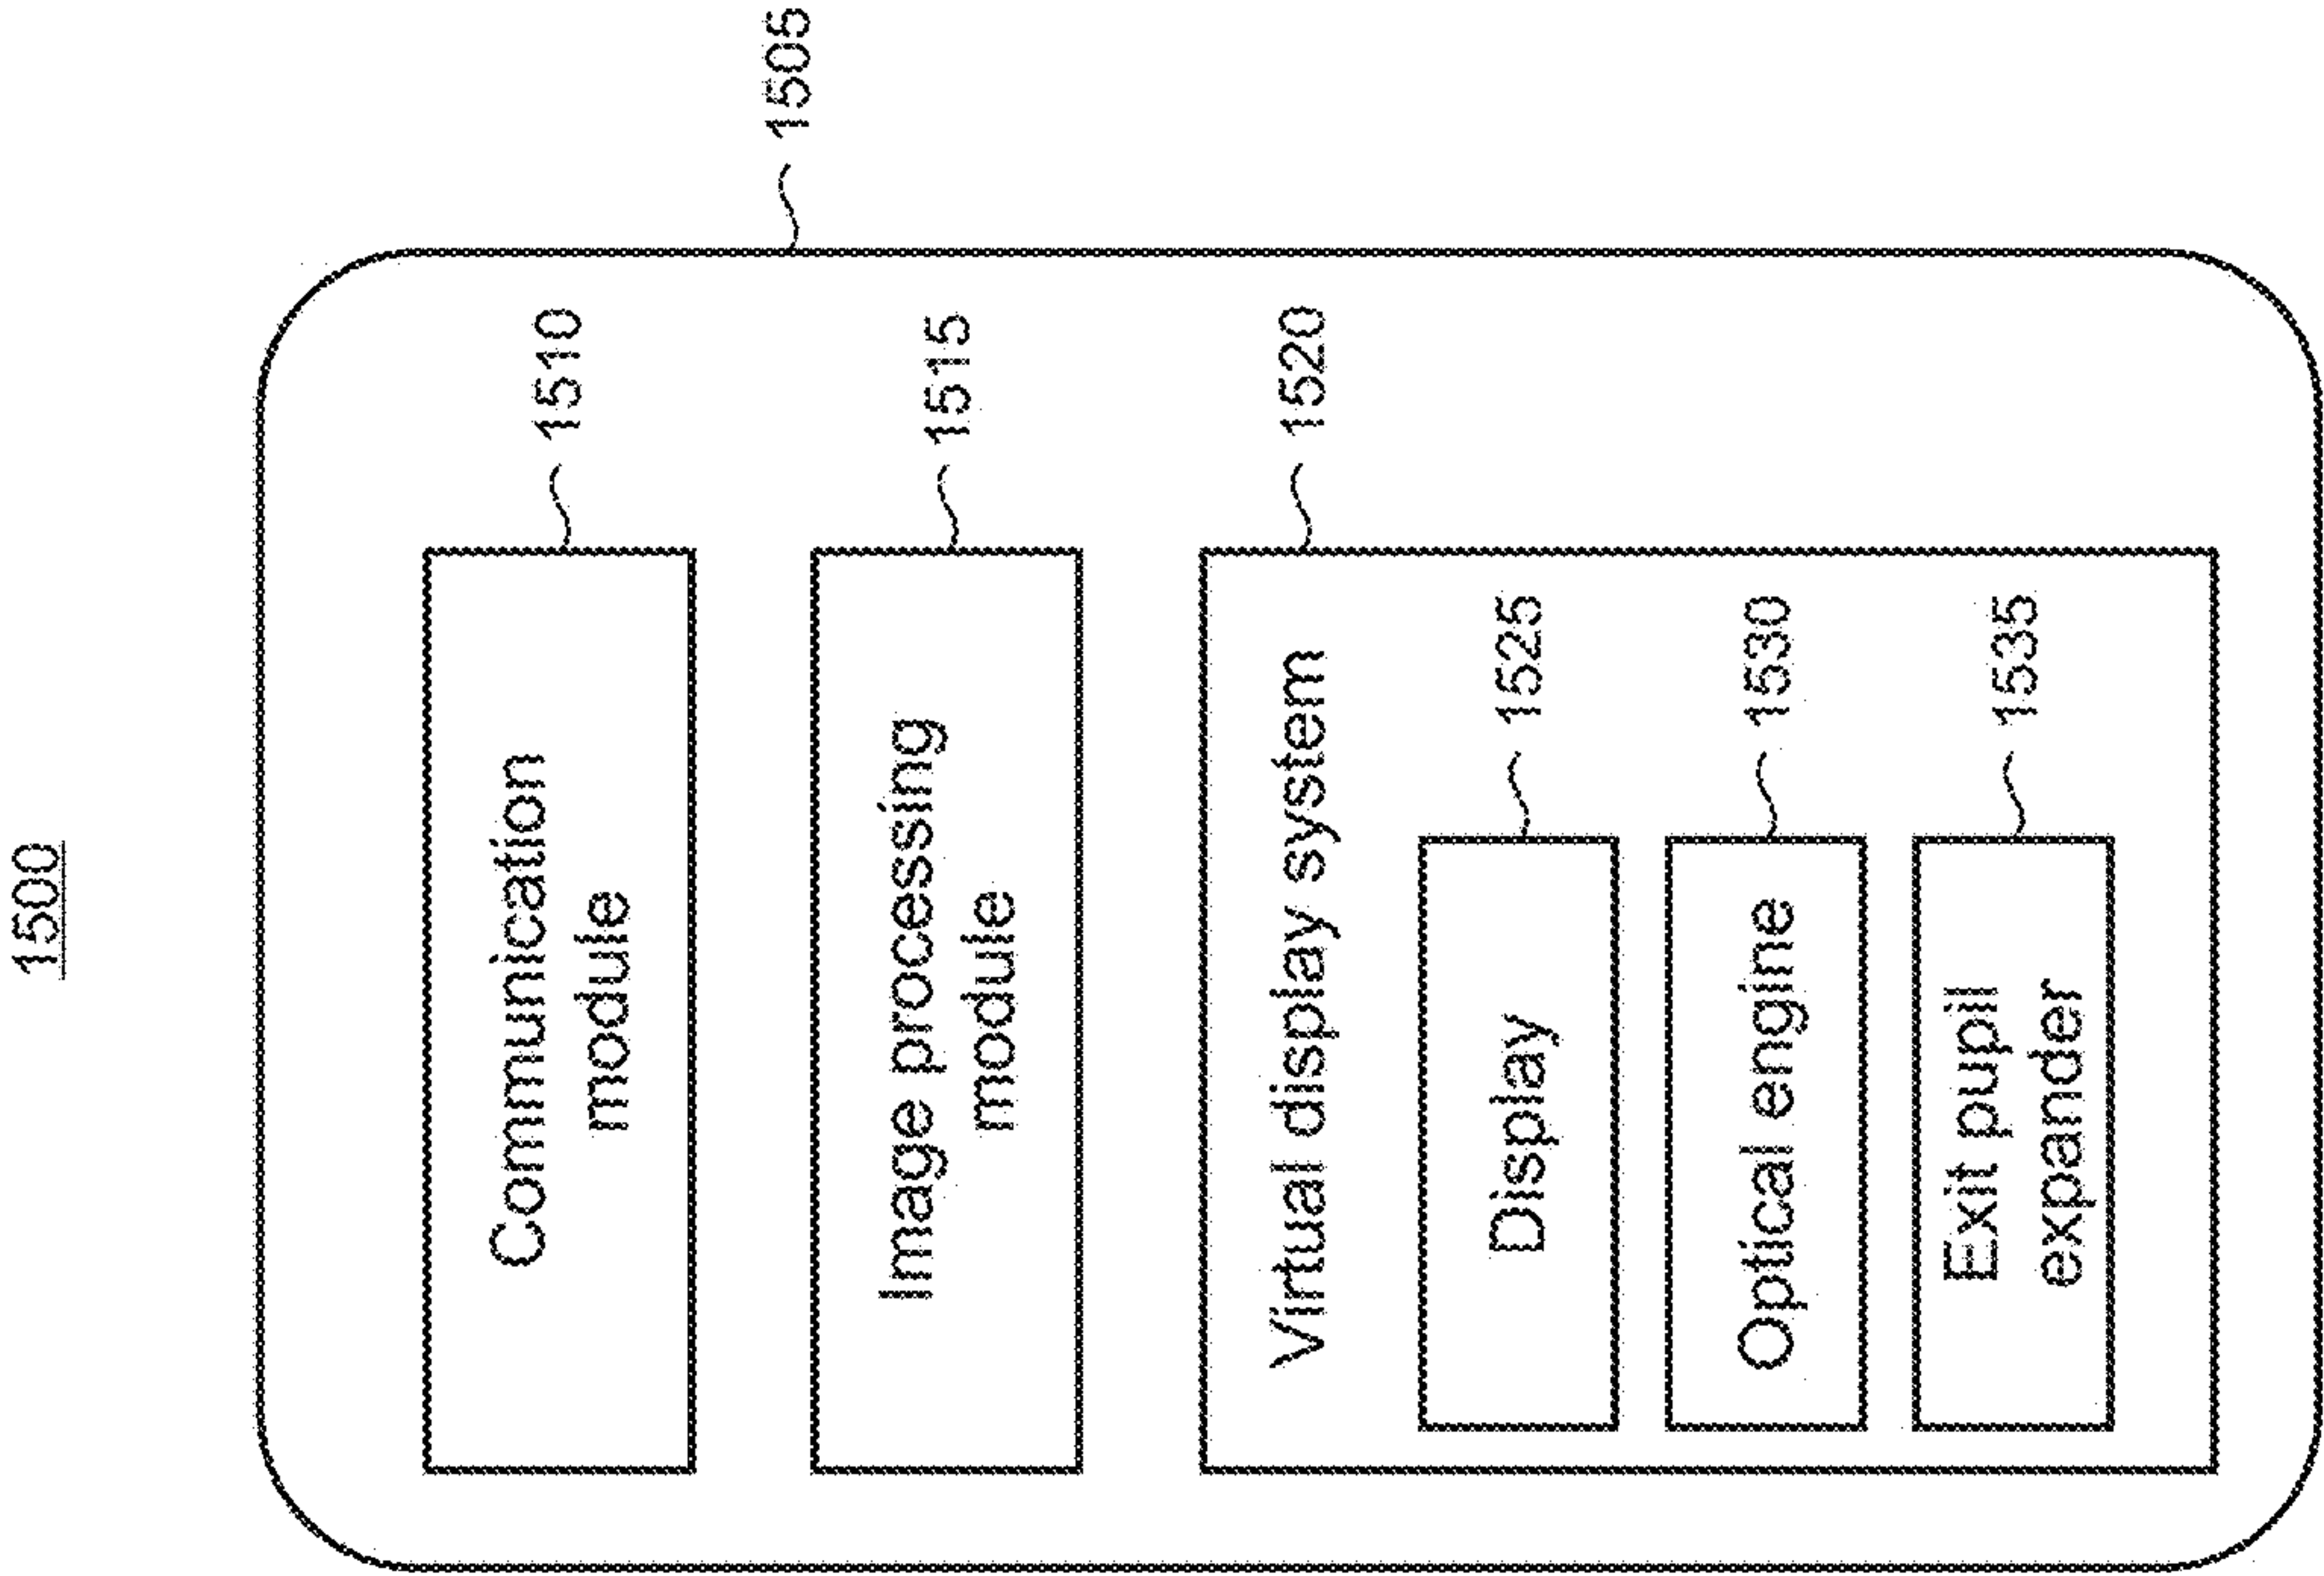 1500
1505
Communication
module
1510
Image processing
module
1515
Virtual display system
1520
Display
1525
Optical engine
1530
Exit pupil
expander
1535